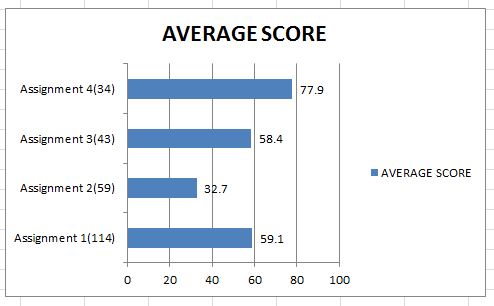 AVERAGE SCORE
Assignment 4(34)
77.9
Assignment 3(43)
58.4
AVERAGE SCORE
Assignment 2(59)
32.7
Assignment 1(114)
59.1
0 20 40 60 80 100